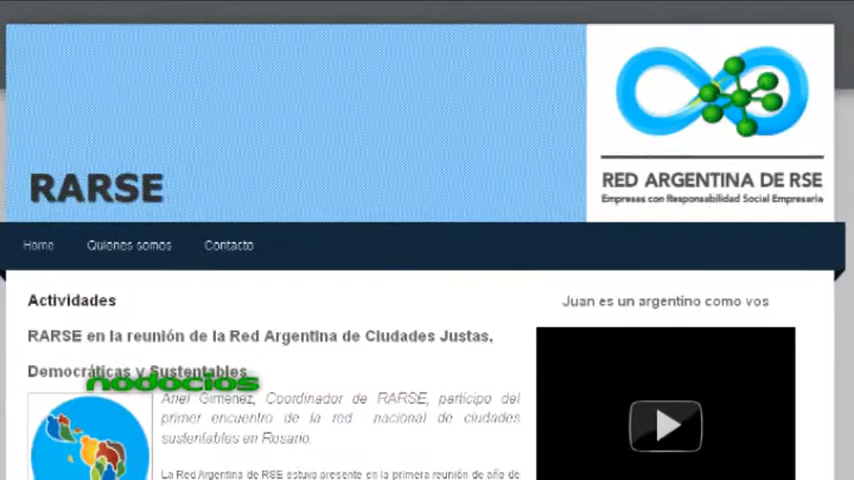 RARSE
RED ARGENTINA DE RSE
Empresas con Responsabilidad Social Empresaria
Home Quienes somos Contacto
Actividades
RARSE en la reunión de la Red Argentina de Ciudades Justas,
Democráticas y Sustentables
nodocios
Ariel Gimenez, Coordinador de RARSE, participo del
primer encuentro de la red nacional de ciudades
sustentables en Rosario.
La Red Argentina de RSE estuvo presente en la primera reunión de año de
Juan es un argentino como vos